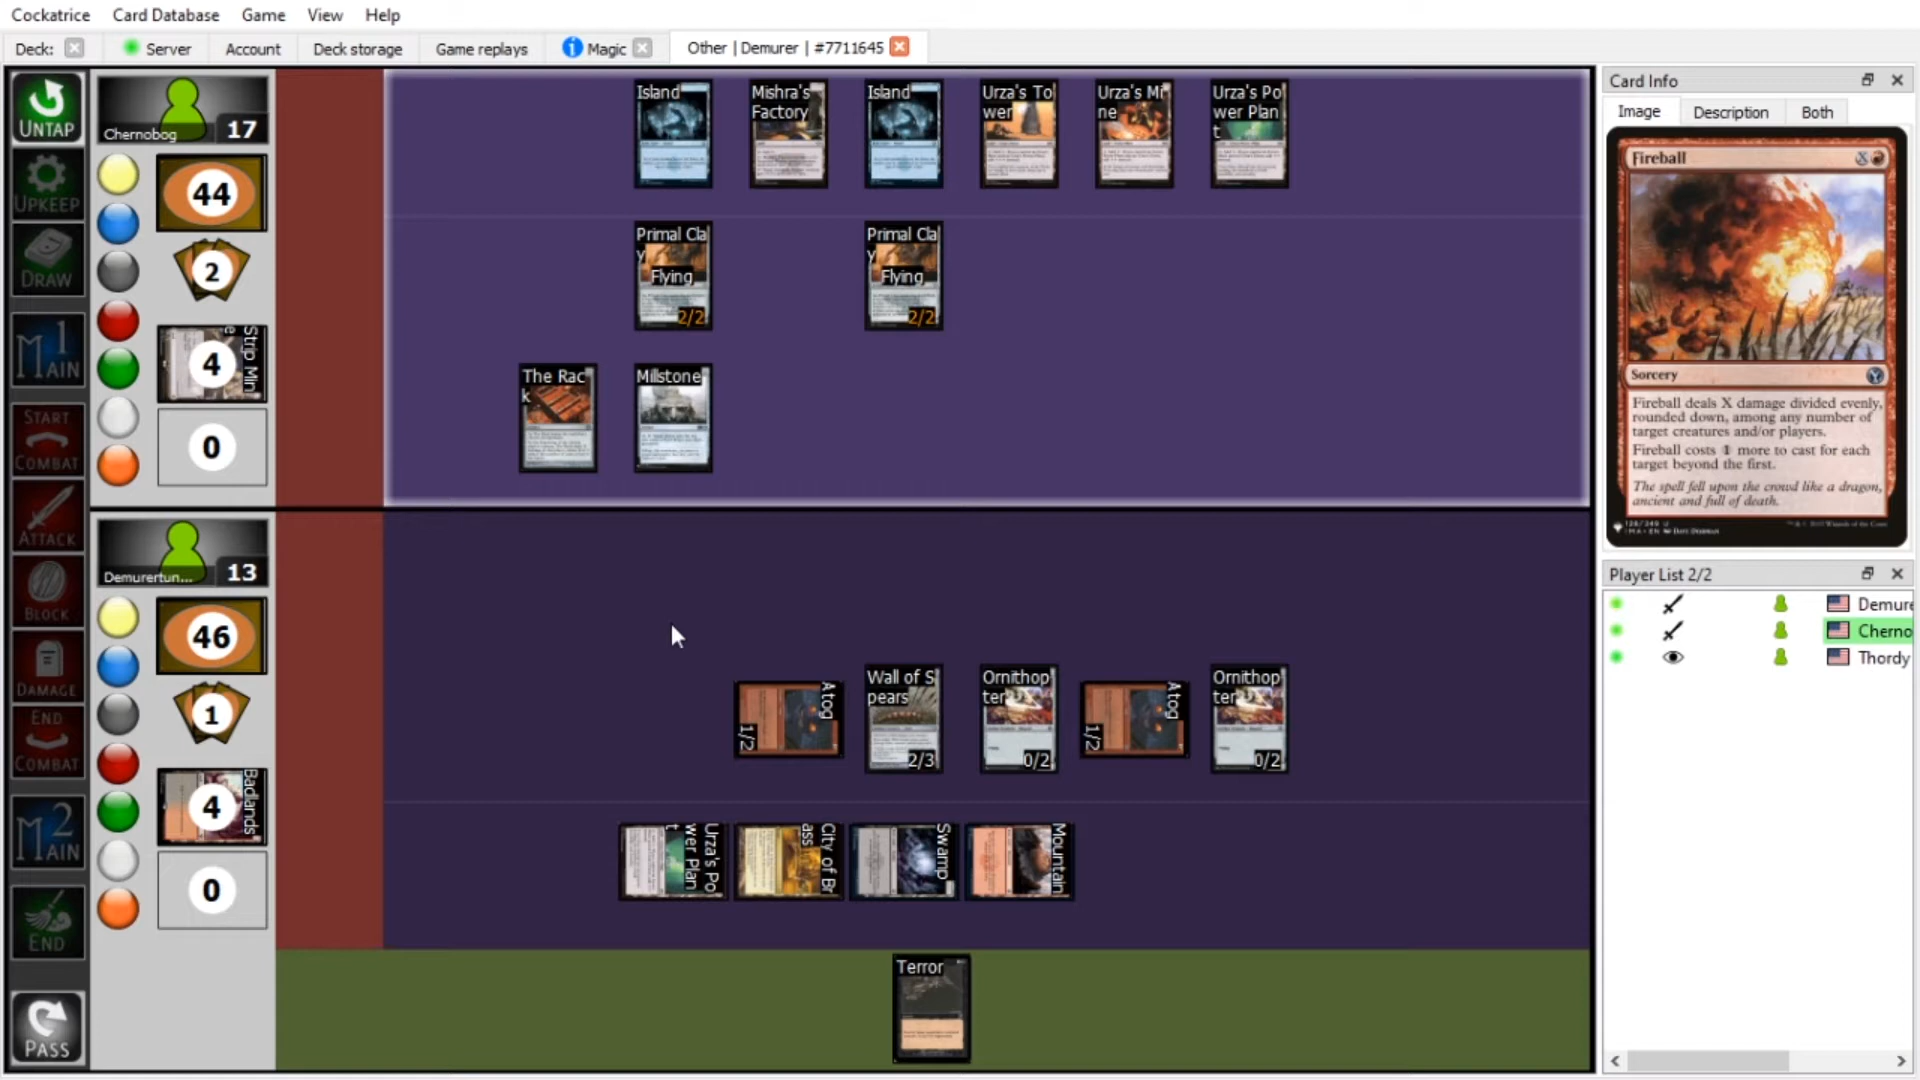 Cockatrice Card Database Game View Help
Deck: Server Account Deck storage Game replays Magic Other | Demurer | #7711645
UNTAP
UPKEEP
DRAW
MAIN 1
START
COMBAT
ATTACK
BLOCK
DAMAGE
END
COMBAT
MAIN 2
END
PASS
Chernobog 17
44
2
Strip Min
e
4
0
Island
Mishra's
Factory
Island
Urza's To
wer
Urza's Mi
ne
Urza's Po
wer Plan
t
Primal Cla
y
Flying
2/2
Primal Cla
y
Flying
2/2
The Rac
k
Millstone
Demurertun... 13
46
1
Badlands
4
0
Atog
1/2
Wall of S
pears
2/3
Ornithop
ter
0/2
Atog
1/2
Ornithop
ter
0/2
Urza's Po
wer Plan
t
City of Br
ass
Swamp
Mountain
Terror
Card Info
Image Description Both
Fireball X
Sorcery
Fireball deals X damage divided evenly,
rounded down, among any number of
target creatures and/or players.
Fireball costs 1 more to cast for each
target beyond the first.
The spell fell upon the crowd like a dragon,
ancient and full of death.
Player List 2/2
Demure
Cherno
Thordy